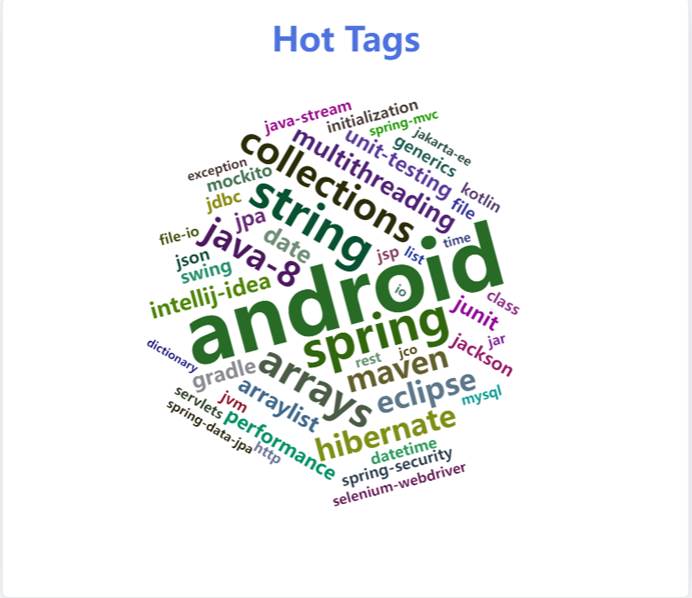 Hot Tags
java-stream
initialization
spring-mvc
collections
multithreading
unit-testing
generics
jakarta-ee
exception
mockito
kotlin
jdbc
string
file
jpa
file-io
java-8
date
time
json
jsp
list
swing
android
io
intellij-idea
class
junit
spring
jar
dictionary
jackson
gradle
arrays
rest
jco
maven
eclipse
mysql
servlets
jvm
arraylist
spring-data-jpa
performance
http
hibernate
datetime
spring-security
selenium-webdriver